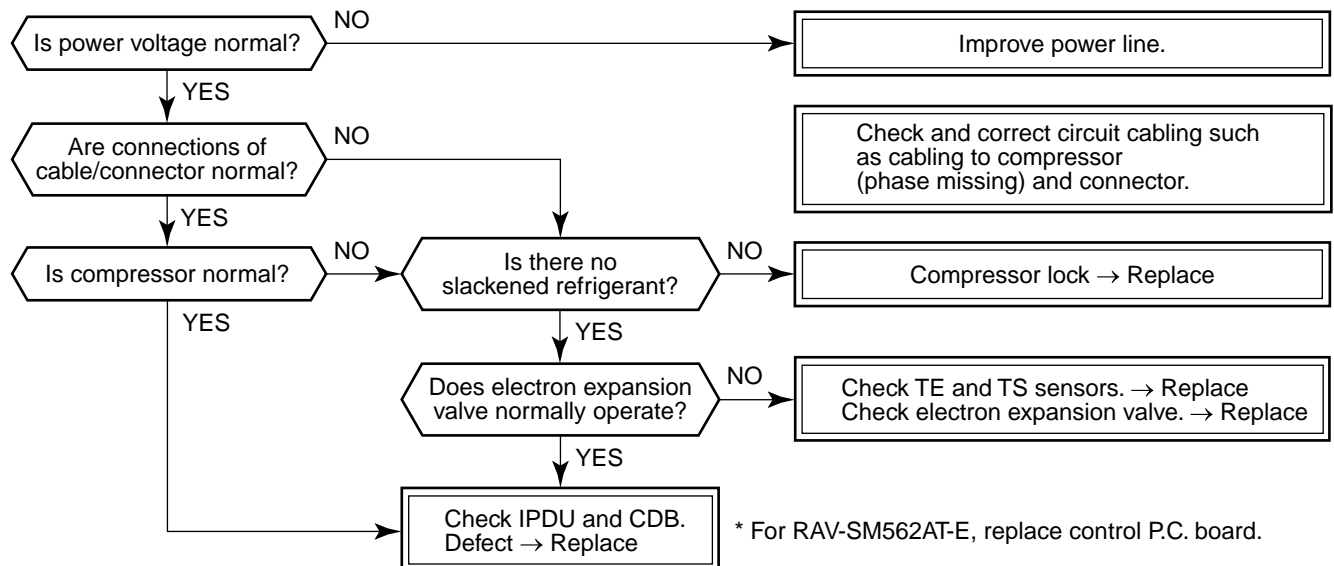 Is power voltage normal?
NO
Improve power line.
YES
Are connections of
cable/connector normal?
NO
Check and correct circuit cabling such
as cabling to compressor
(phase missing) and connector.
YES
Is compressor normal?
NO
Is there no
slackened refrigerant?
NO
Compressor lock → Replace
YES
YES
Does electron expansion
valve normally operate?
NO
Check TE and TS sensors. → Replace
Check electron expansion valve. → Replace
YES
Check IPDU and CDB.
Defect → Replace
* For RAV-SM562AT-E, replace control P.C. board.